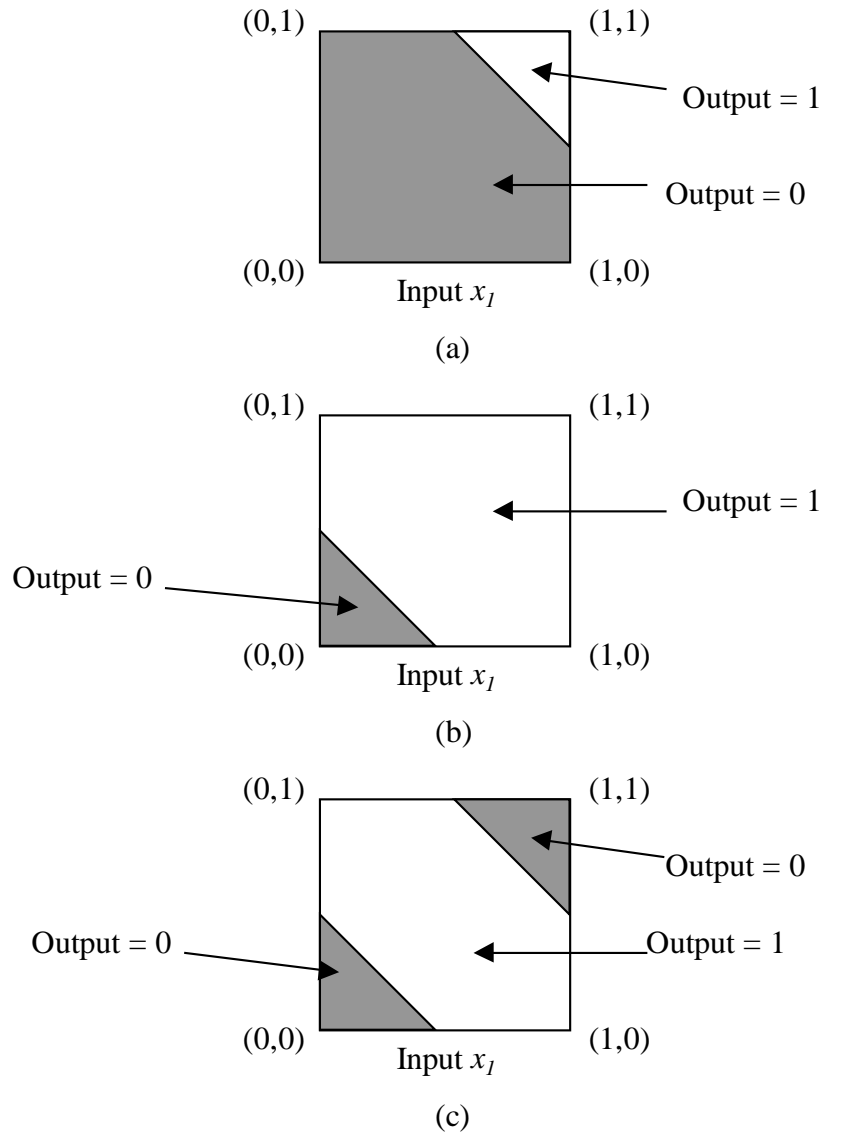 (0,1) (1,1)
Output = 1
Output = 0
(0,0) (1,0)
Input x1
(a)
(0,1) (1,1)
Output = 1
Output = 0
(0,0) (1,0)
Input x1
(b)
(0,1) (1,1)
Output = 0
Output = 0 Output = 1
(0,0) (1,0)
Input x1
(c)